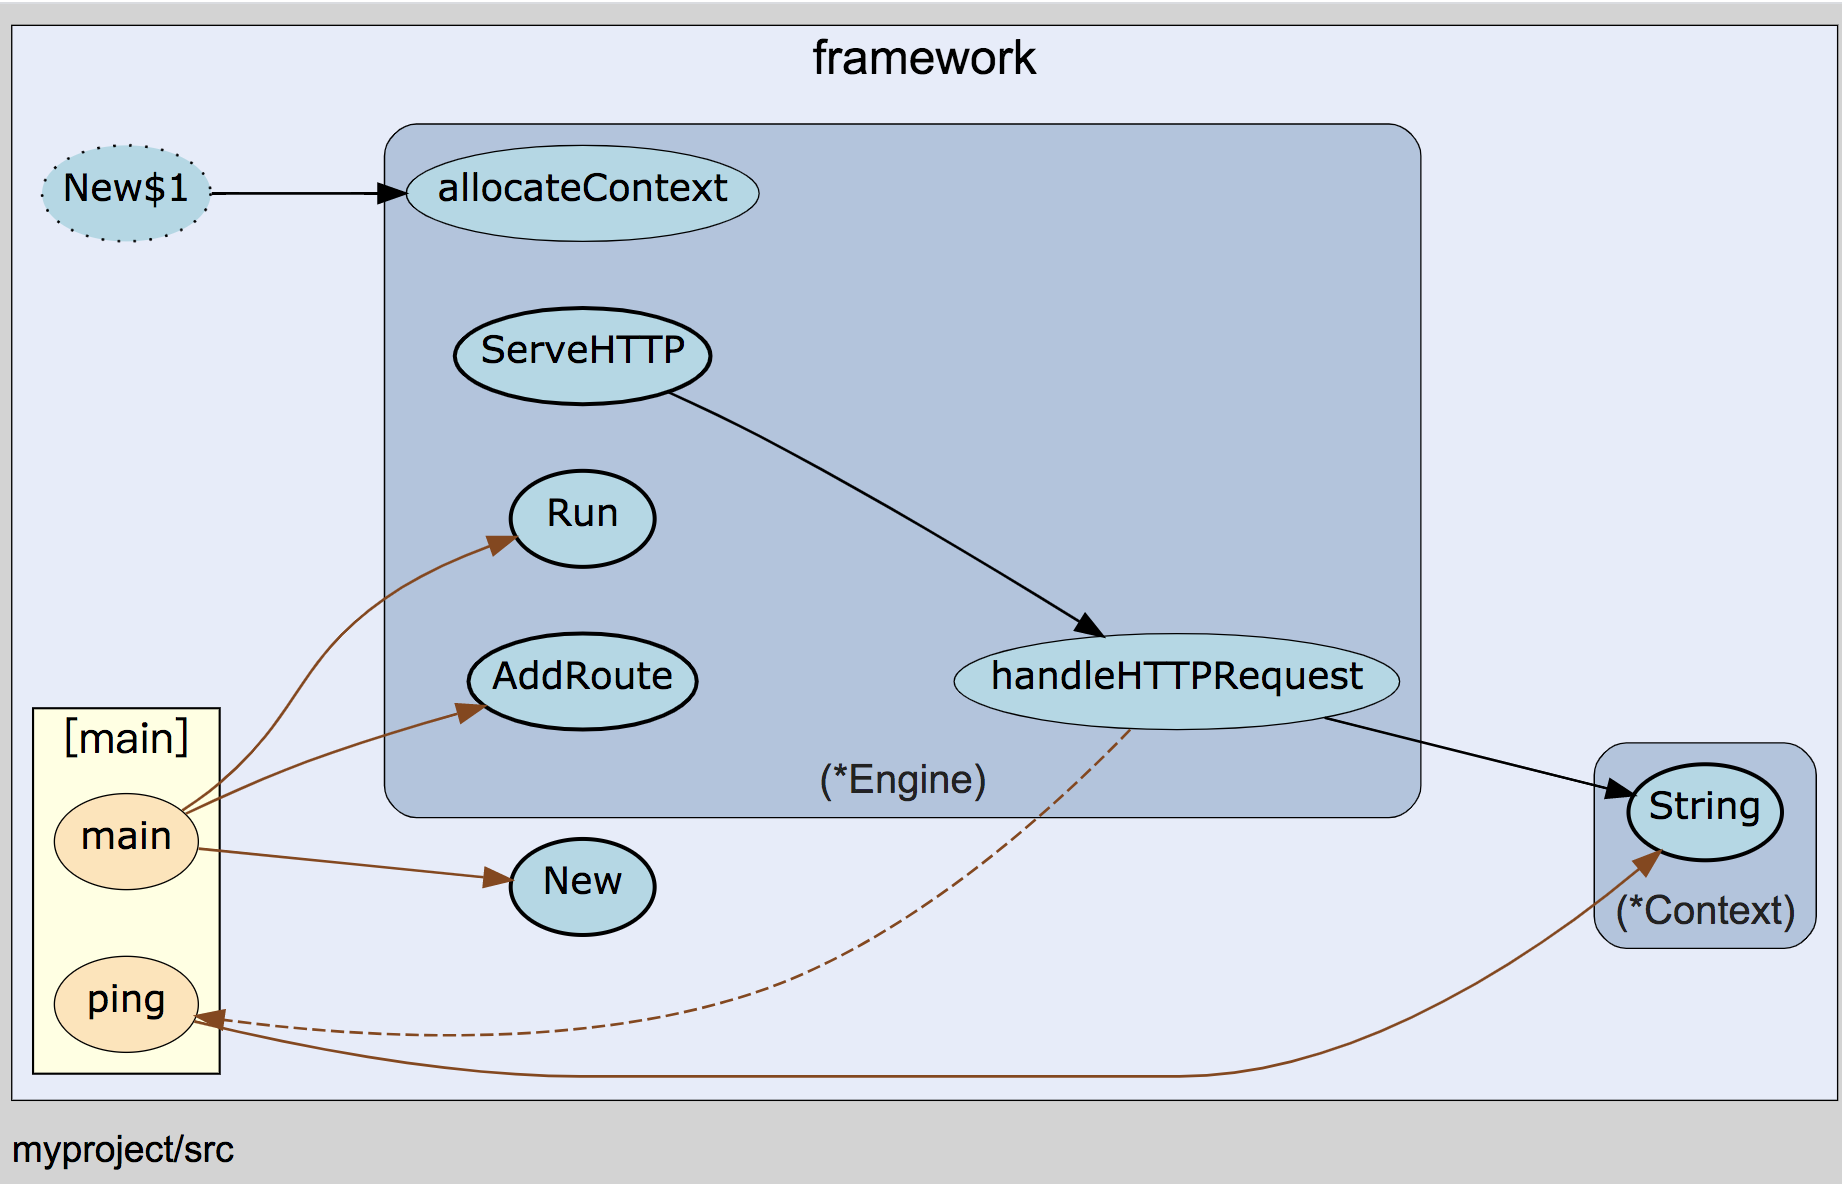 framework
New$1
allocateContext
ServeHTTP
Run
AddRoute
handleHTTPRequest
(*Engine)
[main]
main
New
ping
String
(*Context)
myproject/src